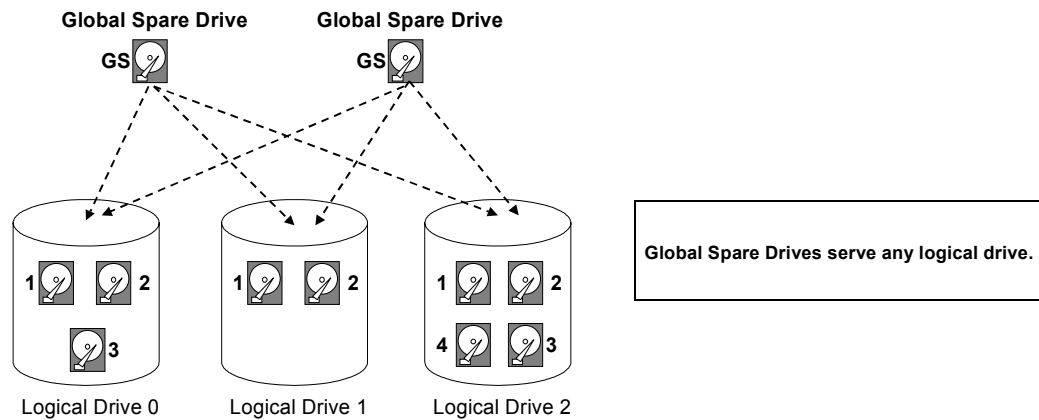 Global Spare Drive Global Spare Drive
GS GS
Global Spare Drives serve any logical drive.
1 2 1 2 1 2
3 4 3
Logical Drive 0 Logical Drive 1 Logical Drive 2